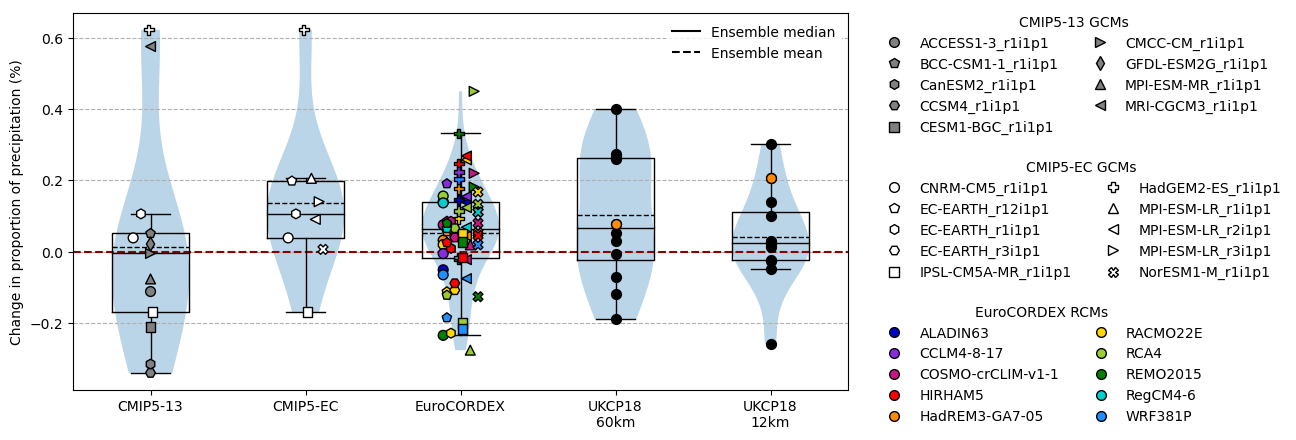 Change in proportion of precipitation (%)
0.6
0.4
0.2
0.0
−0.2
Ensemble median
Ensemble mean
CMIP5-13
CMIP5-EC
EuroCORDEX
UKCP18
60km
UKCP18
12km
CMIP5-13 GCMs
ACCESS1-3_r1i1p1
BCC-CSM1-1_r1i1p1
CanESM2_r1i1p1
CCSM4_r1i1p1
CESM1-BGC_r1i1p1
CMCC-CM_r1i1p1
GFDL-ESM2G_r1i1p1
MPI-ESM-MR_r1i1p1
MRI-CGCM3_r1i1p1
CMIP5-EC GCMs
CNRM-CM5_r1i1p1
EC-EARTH_r12i1p1
EC-EARTH_r1i1p1
EC-EARTH_r3i1p1
IPSL-CM5A-MR_r1i1p1
HadGEM2-ES_r1i1p1
MPI-ESM-LR_r1i1p1
MPI-ESM-LR_r2i1p1
MPI-ESM-LR_r3i1p1
NorESM1-M_r1i1p1
EuroCORDEX RCMs
ALADIN63
CCLM4-8-17
COSMO-crCLIM-v1-1
HIRHAM5
HadREM3-GA7-05
RACMO22E
RCA4
REMO2015
RegCM4-6
WRF381P